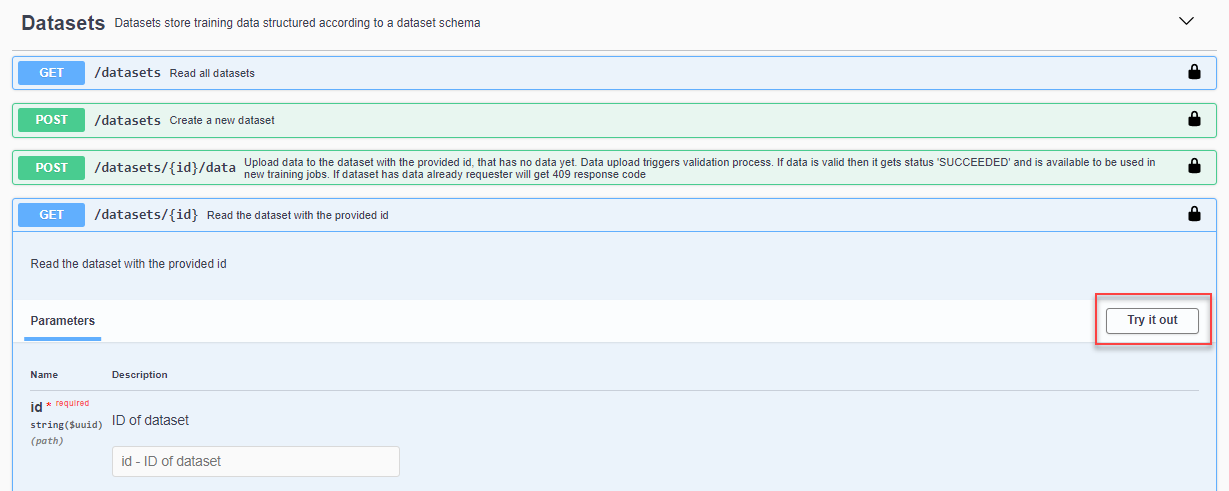 Datasets Datasets store training data structured according to a dataset schema
GET /datasets Read all datasets
POST /datasets Create a new dataset
POST /datasets/{id}/data Upload data to the dataset with the provided id, that has no data yet. Data upload triggers validation process. If data is valid then it gets status 'SUCCEEDED' and is available to be used in
new training jobs. If dataset has data already requester will get 409 response code
GET /datasets/{id} Read the dataset with the provided id
Read the dataset with the provided id
Parameters Try it out
Name Description
id * required
string($uuid) ID of dataset
(path)
id - ID of dataset